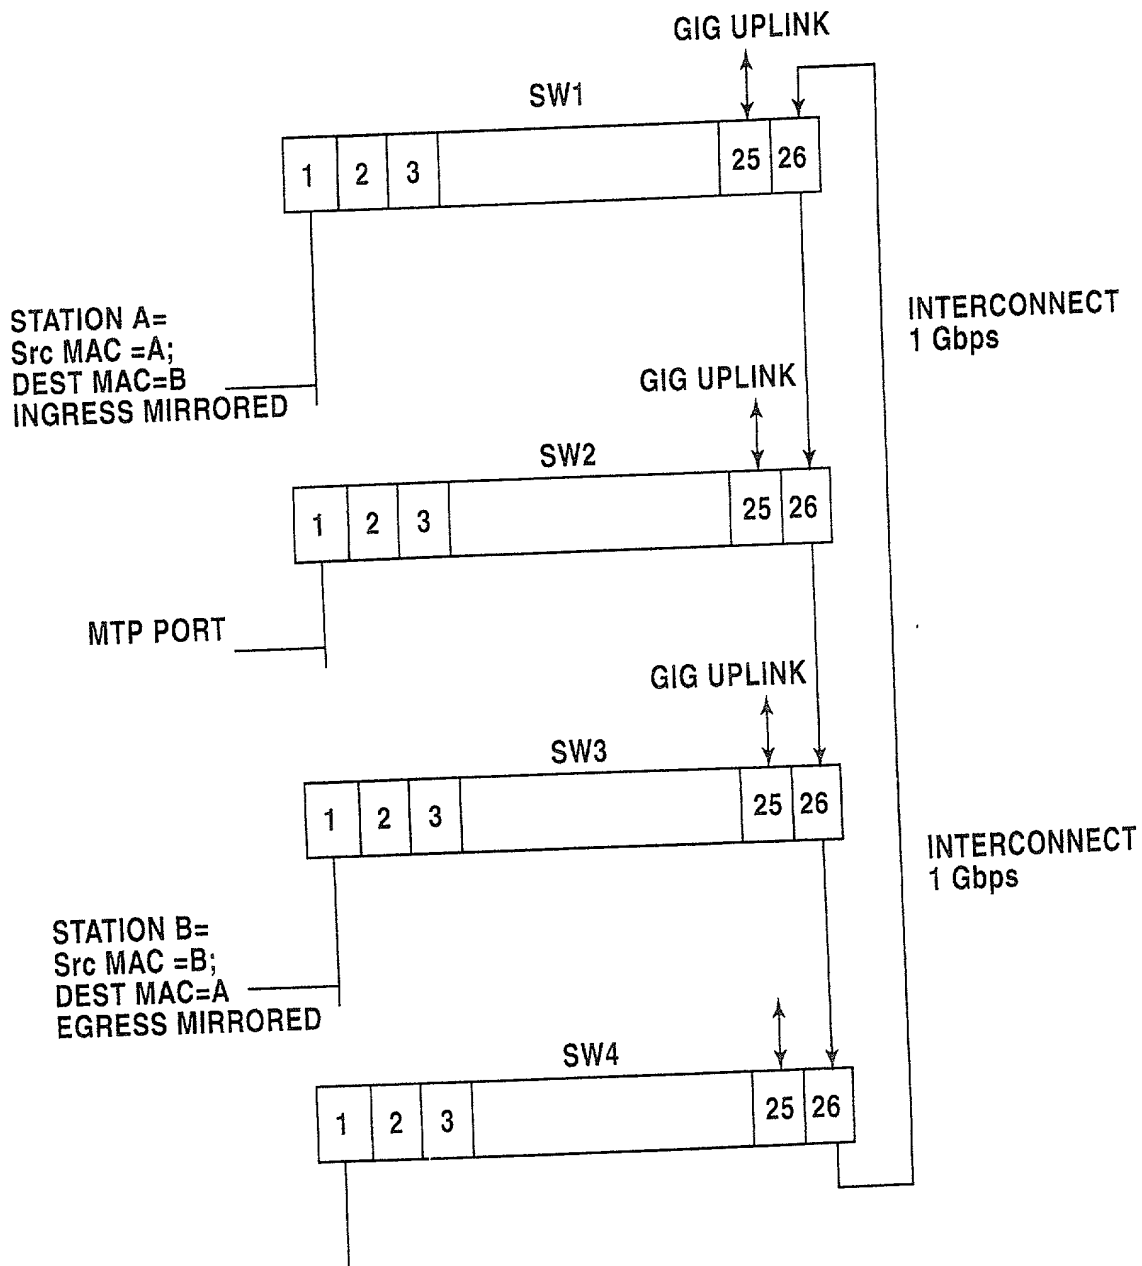 GIG UPLINK
SW1
1 2 3 25 26
STATION A=
Src MAC =A;
DEST MAC=B
INGRESS MIRRORED
INTERCONNECT
1 Gbps
GIG UPLINK
SW2
1 2 3 25 26
MTP PORT
GIG UPLINK
SW3
1 2 3 25 26
INTERCONNECT
1 Gbps
STATION B=
Src MAC =B;
DEST MAC=A
EGRESS MIRRORED
SW4
1 2 3 25 26